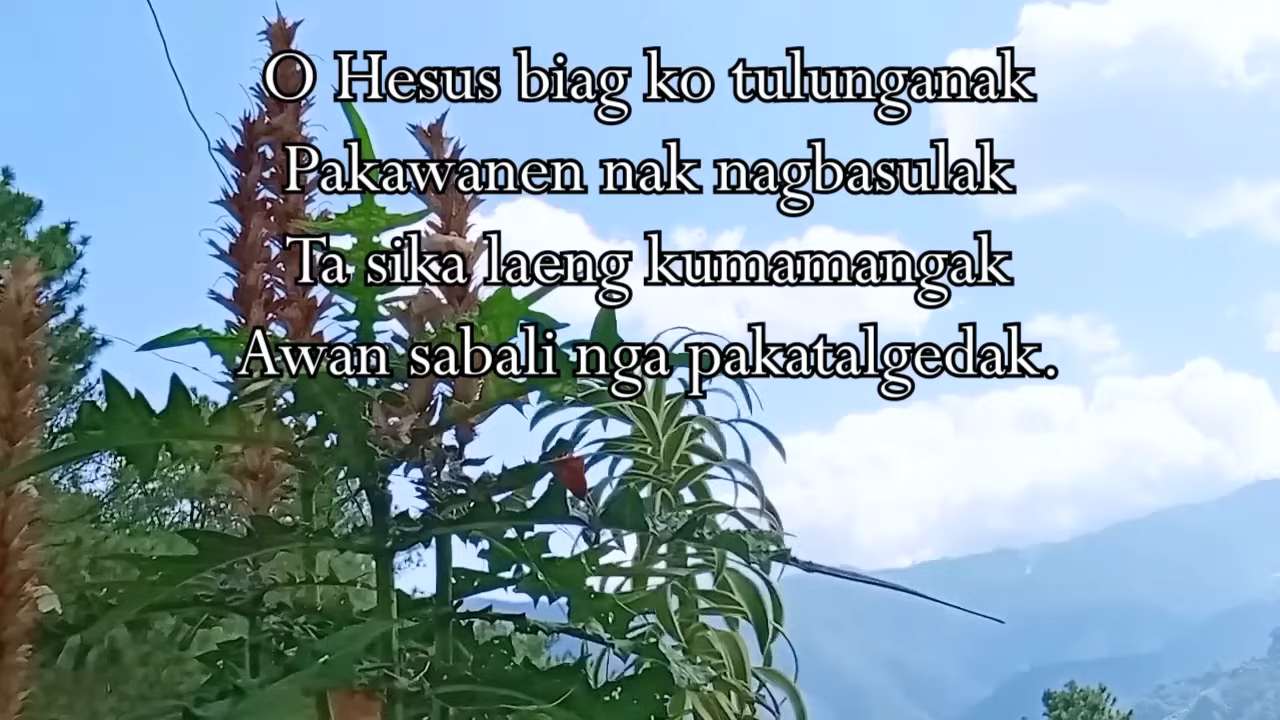 O Hesus biag ko tulunganak
Pakawanen nak nagbasulak
Ta sika laeng kumamangak
Awan sabali nga pakatalgedak.